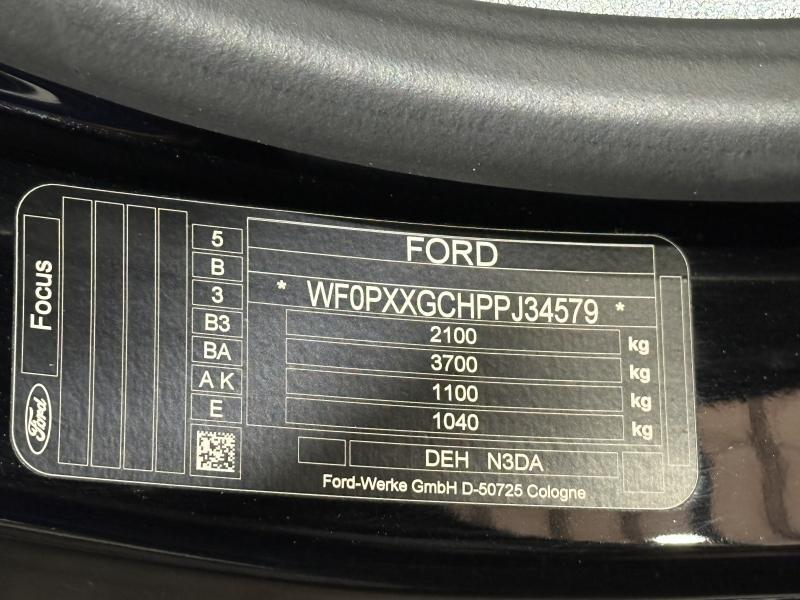 FORD
* WF0PXXGCHPPJ34579 *
2100 kg
3700 kg
1100 kg
1040 kg
DEH N3DA
Ford-Werke GmbH D-50725 Cologne
5
B
3
B3
BA
A K
E
Focus
Ford